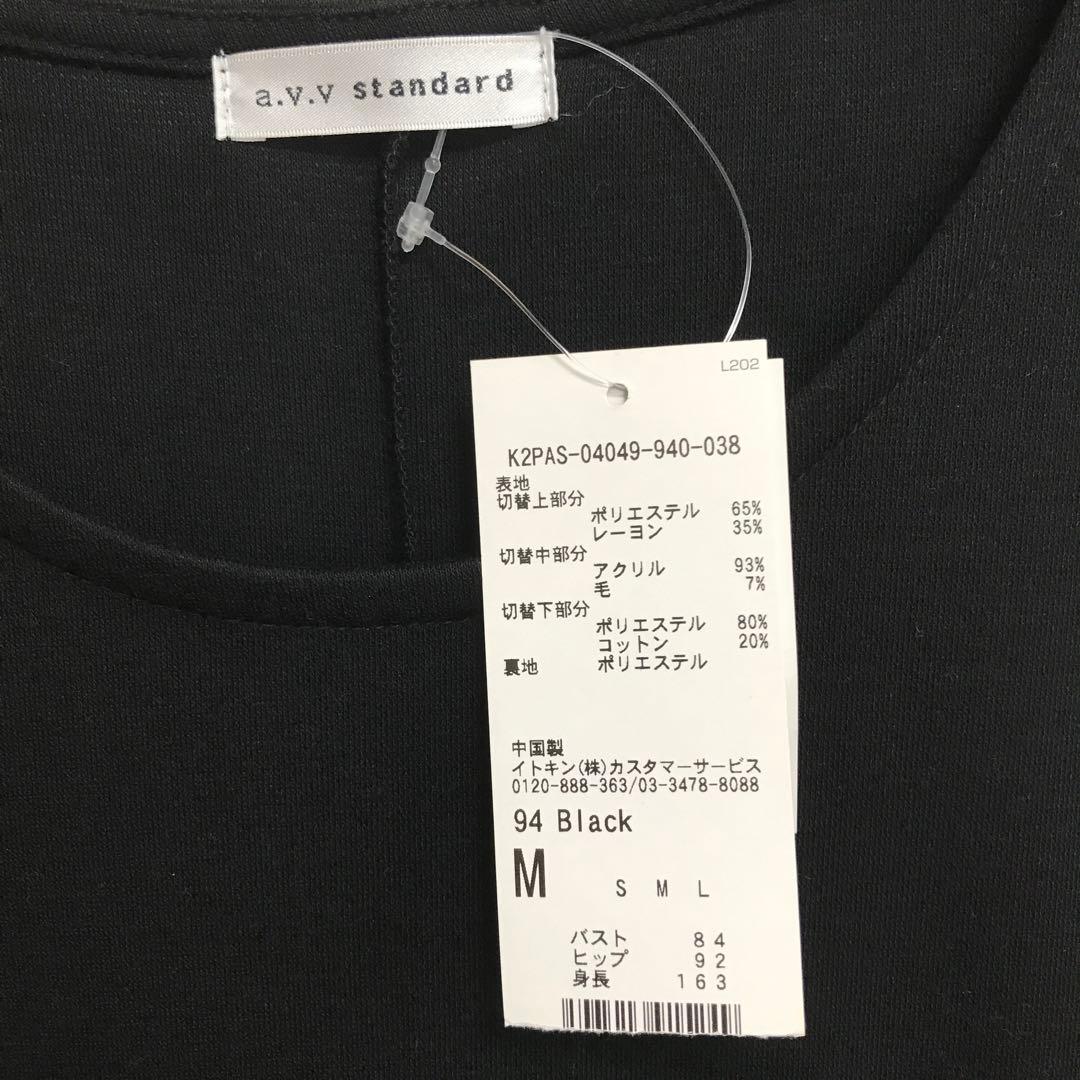 a.v.v standard
L202
K2PAS-04049-940-038
表地
切替上部分
ポリエステル 65%
レーヨン 35%
切替中部分
アクリル 93%
毛 7%
切替下部分
ポリエステル 80%
コットン 20%
裏地 ポリエステル
中国製
イトキン(株)カスタマーサービス
0120-888-363/03-3478-8088
94 Black
M S M L
バスト 84
ヒップ 92
身長 163